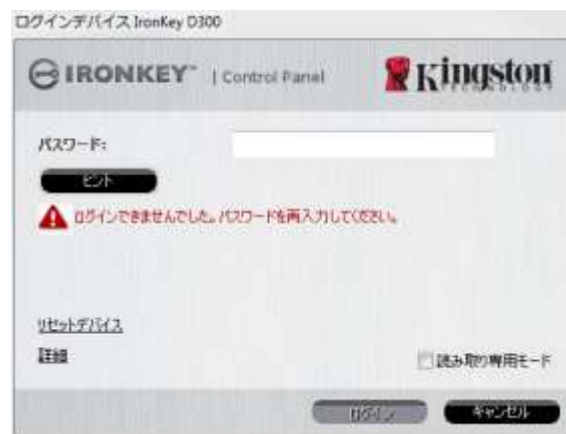 ログインデバイス IronKey D300
IRONKEY™ | Control Panel
Kingston
TECHNOLOGY
パスワード:
ヒント
ログインできませんでした。パスワードを再入力してください。
リセットデバイス
詳細
読み取り専用モード
ログイン キャンセル